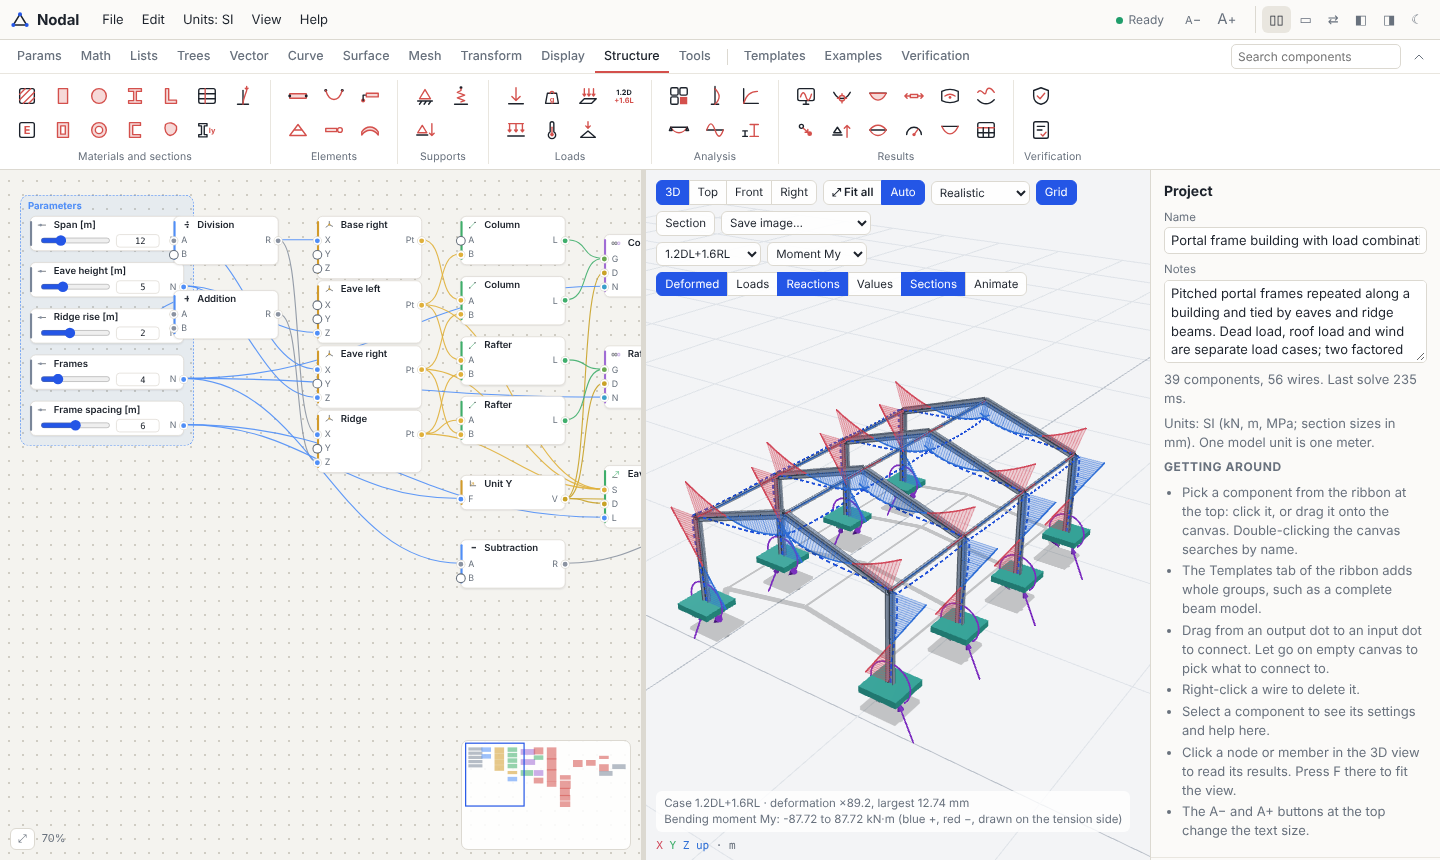 Nodal File Edit Units: SI View Help Ready A− A+
Params Math Lists Trees Vector Curve Surface Mesh Transform Display Structure Tools Templates Examples Verification Search components
1.2D
+1.6L
E
Iy
Materials and sections Elements Supports Loads Analysis Results Verification
Parameters
Span [m]
12
Eave height [m]
5
Ridge rise [m]
2
Frames
4 N
Frame spacing [m]
6 N
Division
A R
B
Addition
A R
B
Base right
X Pt
Y
Z
Eave left
X Pt
Y
Z
Eave right
X Pt
Y
Z
Ridge
X Pt
Y
Z
Column
A L
B
Column
A L
B
Rafter
A L
B
Rafter
A L
B
Unit Y
F V
Subtraction
A R
B
Co
G
D
N
Raf
G
D
N
Eav
S
D
L
70%
3D Top Front Right Fit all Auto Realistic Grid
Section Save image...
1.2DL+1.6RL Moment My
Deformed Loads Reactions Values Sections Animate
Case 1.2DL+1.6RL · deformation ×89.2, largest 12.74 mm
Bending moment My: -87.72 to 87.72 kN·m (blue +, red −, drawn on the tension side)
X Y Z up · m
Project
Name
Portal frame building with load combinati
Notes
Pitched portal frames repeated along a
building and tied by eaves and ridge
beams. Dead load, roof load and wind
are separate load cases; two factored
39 components, 56 wires. Last solve 235
ms.
Units: SI (kN, m, MPa; section sizes in
mm). One model unit is one meter.
GETTING AROUND
• Pick a component from the ribbon at
the top: click it, or drag it onto the
canvas. Double-clicking the canvas
searches by name.
• The Templates tab of the ribbon adds
whole groups, such as a complete
beam model.
• Drag from an output dot to an input dot
to connect. Let go on empty canvas to
pick what to connect to.
• Right-click a wire to delete it.
• Select a component to see its settings
and help here.
• Click a node or member in the 3D view
to read its results. Press F there to fit
the view.
• The A− and A+ buttons at the top
change the text size.